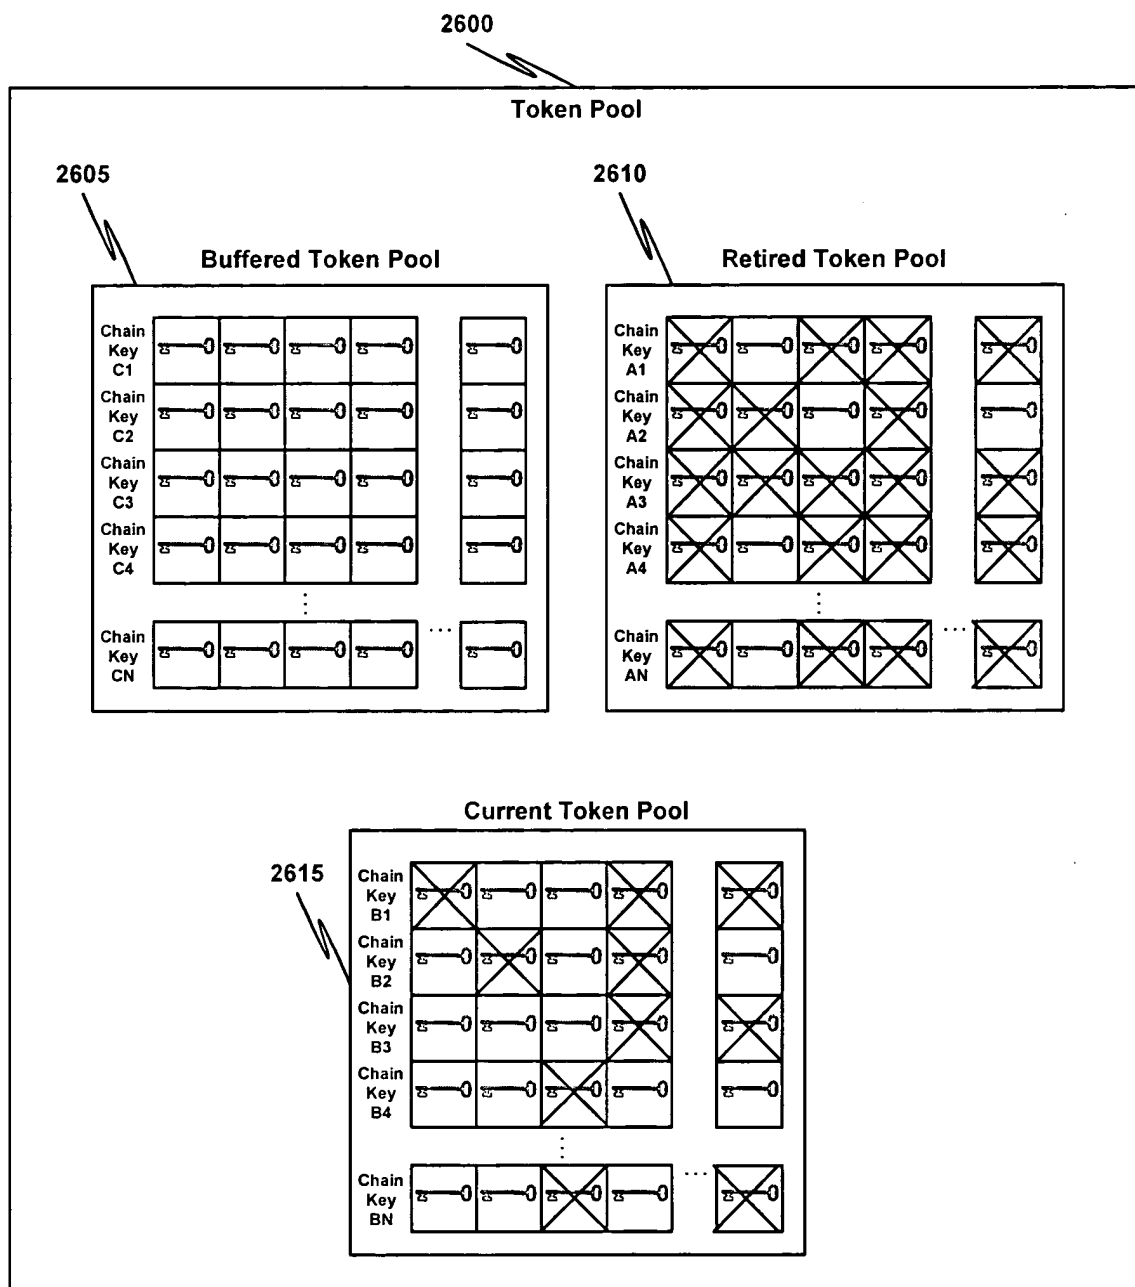 2600
Token Pool
2605
2610
Buffered Token Pool
Retired Token Pool
Chain
Key
C1
Chain
Key
C2
Chain
Key
C3
Chain
Key
C4
Chain
Key
CN
Chain
Key
A1
Chain
Key
A2
Chain
Key
A3
Chain
Key
A4
Chain
Key
AN
Current Token Pool
2615
Chain
Key
B1
Chain
Key
B2
Chain
Key
B3
Chain
Key
B4
Chain
Key
BN